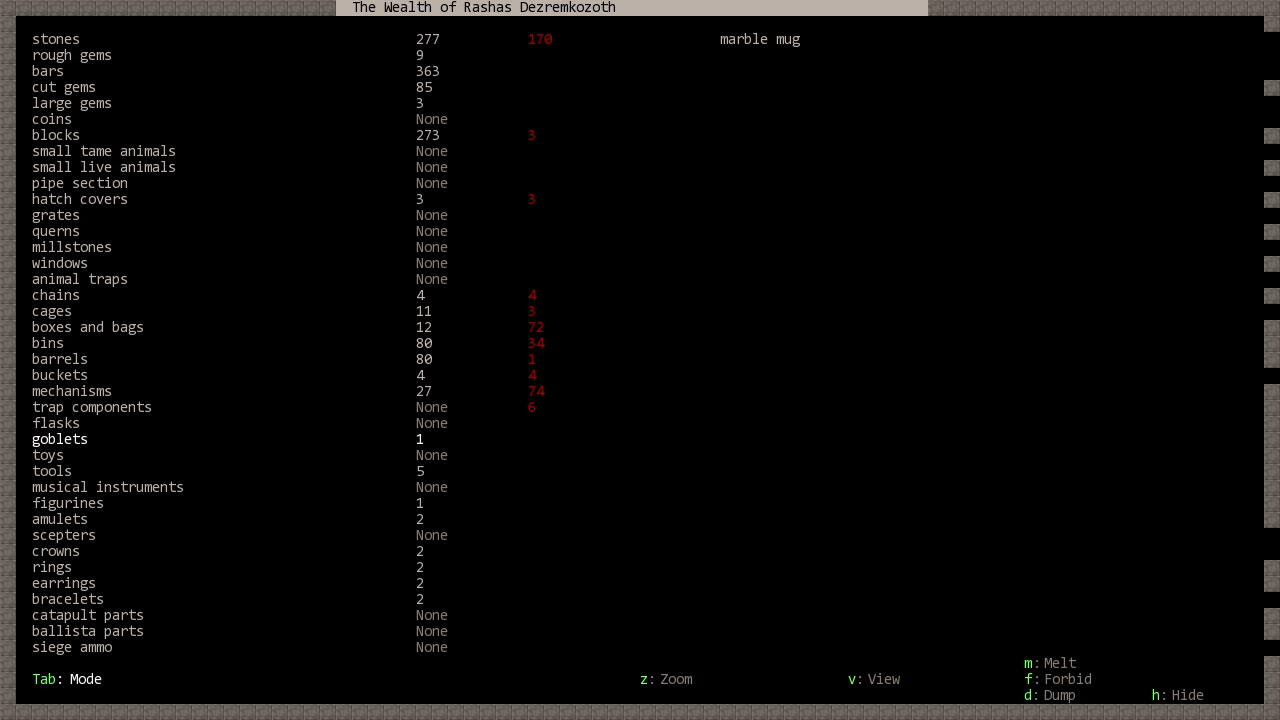 The Wealth of Rashas Dezremkozoth
stones 277 170 marble mug
rough gems 9
bars 363
cut gems 85
large gems 3
coins None
blocks 273 3
small tame animals None
small live animals None
pipe section None
hatch covers 3 3
grates None
querns None
millstones None
windows None
animal traps None
chains 4 4
cages 11 3
boxes and bags 12 72
bins 80 34
barrels 80 1
buckets 4 4
mechanisms 27 74
trap components None 6
flasks None
goblets 1
toys None
tools 5
musical instruments None
figurines 1
amulets 2
scepters None
crowns 2
rings 2
earrings 2
bracelets 2
catapult parts None
ballista parts None
siege ammo None
m: Melt
Tab: Mode z: Zoom v: View f: Forbid
d: Dump h: Hide